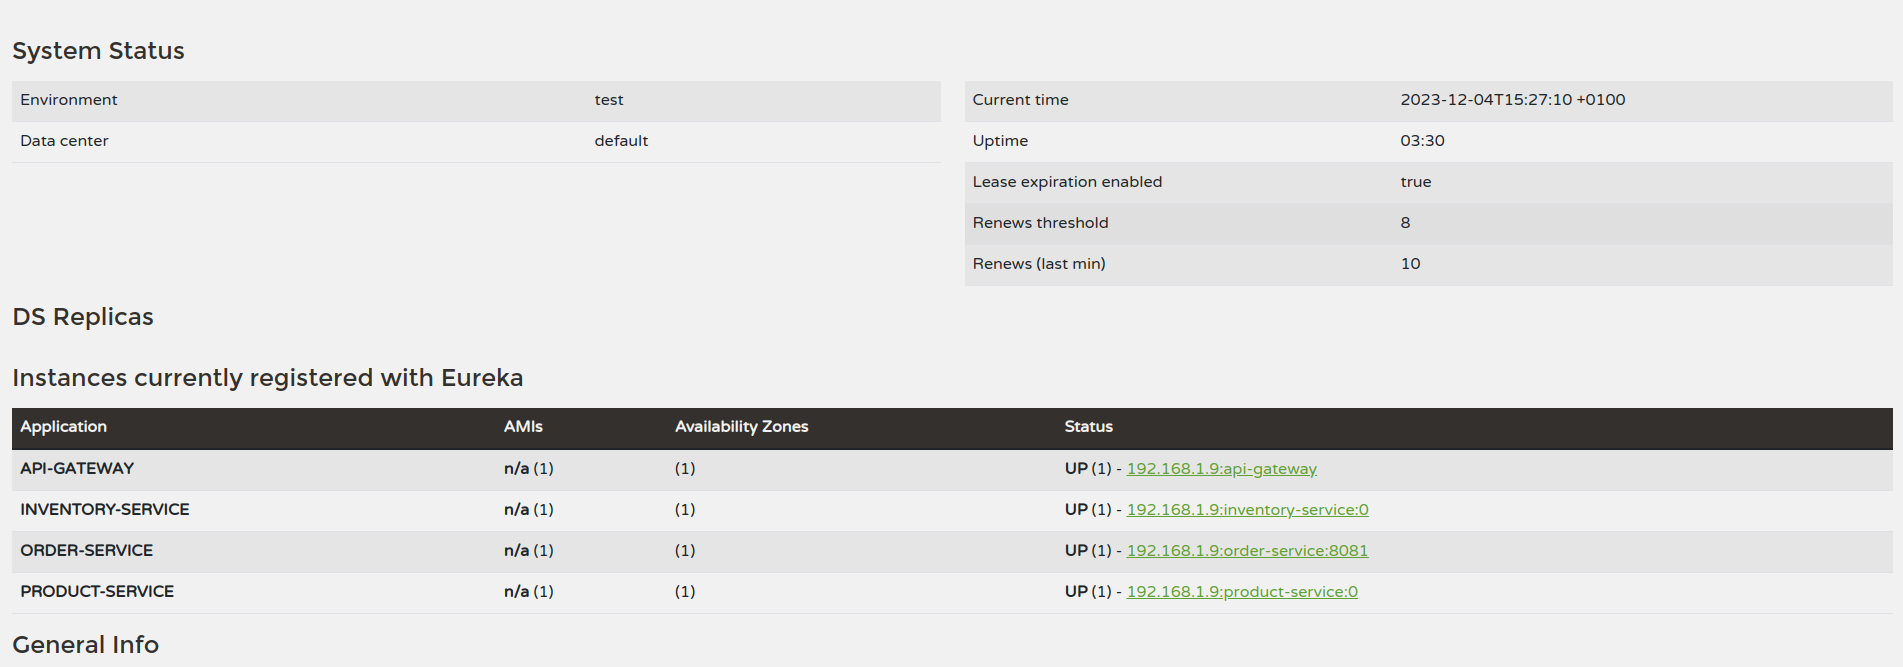 System Status
Environment test
Data center default
Current time 2023-12-04T15:27:10 +0100
Uptime 03:30
Lease expiration enabled true
Renews threshold 8
Renews (last min) 10
DS Replicas
Instances currently registered with Eureka
Application AMIs Availability Zones Status
API-GATEWAY n/a (1) (1) UP (1) - 192.168.1.9:api-gateway
INVENTORY-SERVICE n/a (1) (1) UP (1) - 192.168.1.9:inventory-service:0
ORDER-SERVICE n/a (1) (1) UP (1) - 192.168.1.9:order-service:8081
PRODUCT-SERVICE n/a (1) (1) UP (1) - 192.168.1.9:product-service:0
General Info